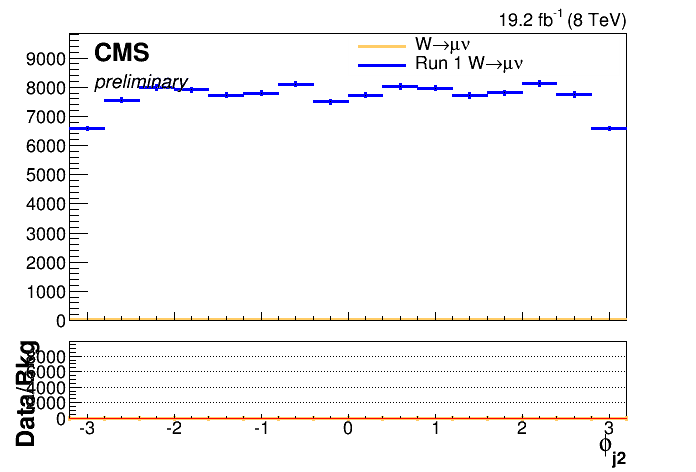 19.2 fb-1 (8 TeV)
CMS
preliminary
W→μν
Run 1 W→μν
9000
8000
7000
6000
5000
4000
3000
2000
1000
0
Data/Bkg
0
-3
-2
-1
0
1
2
3
ϕj2